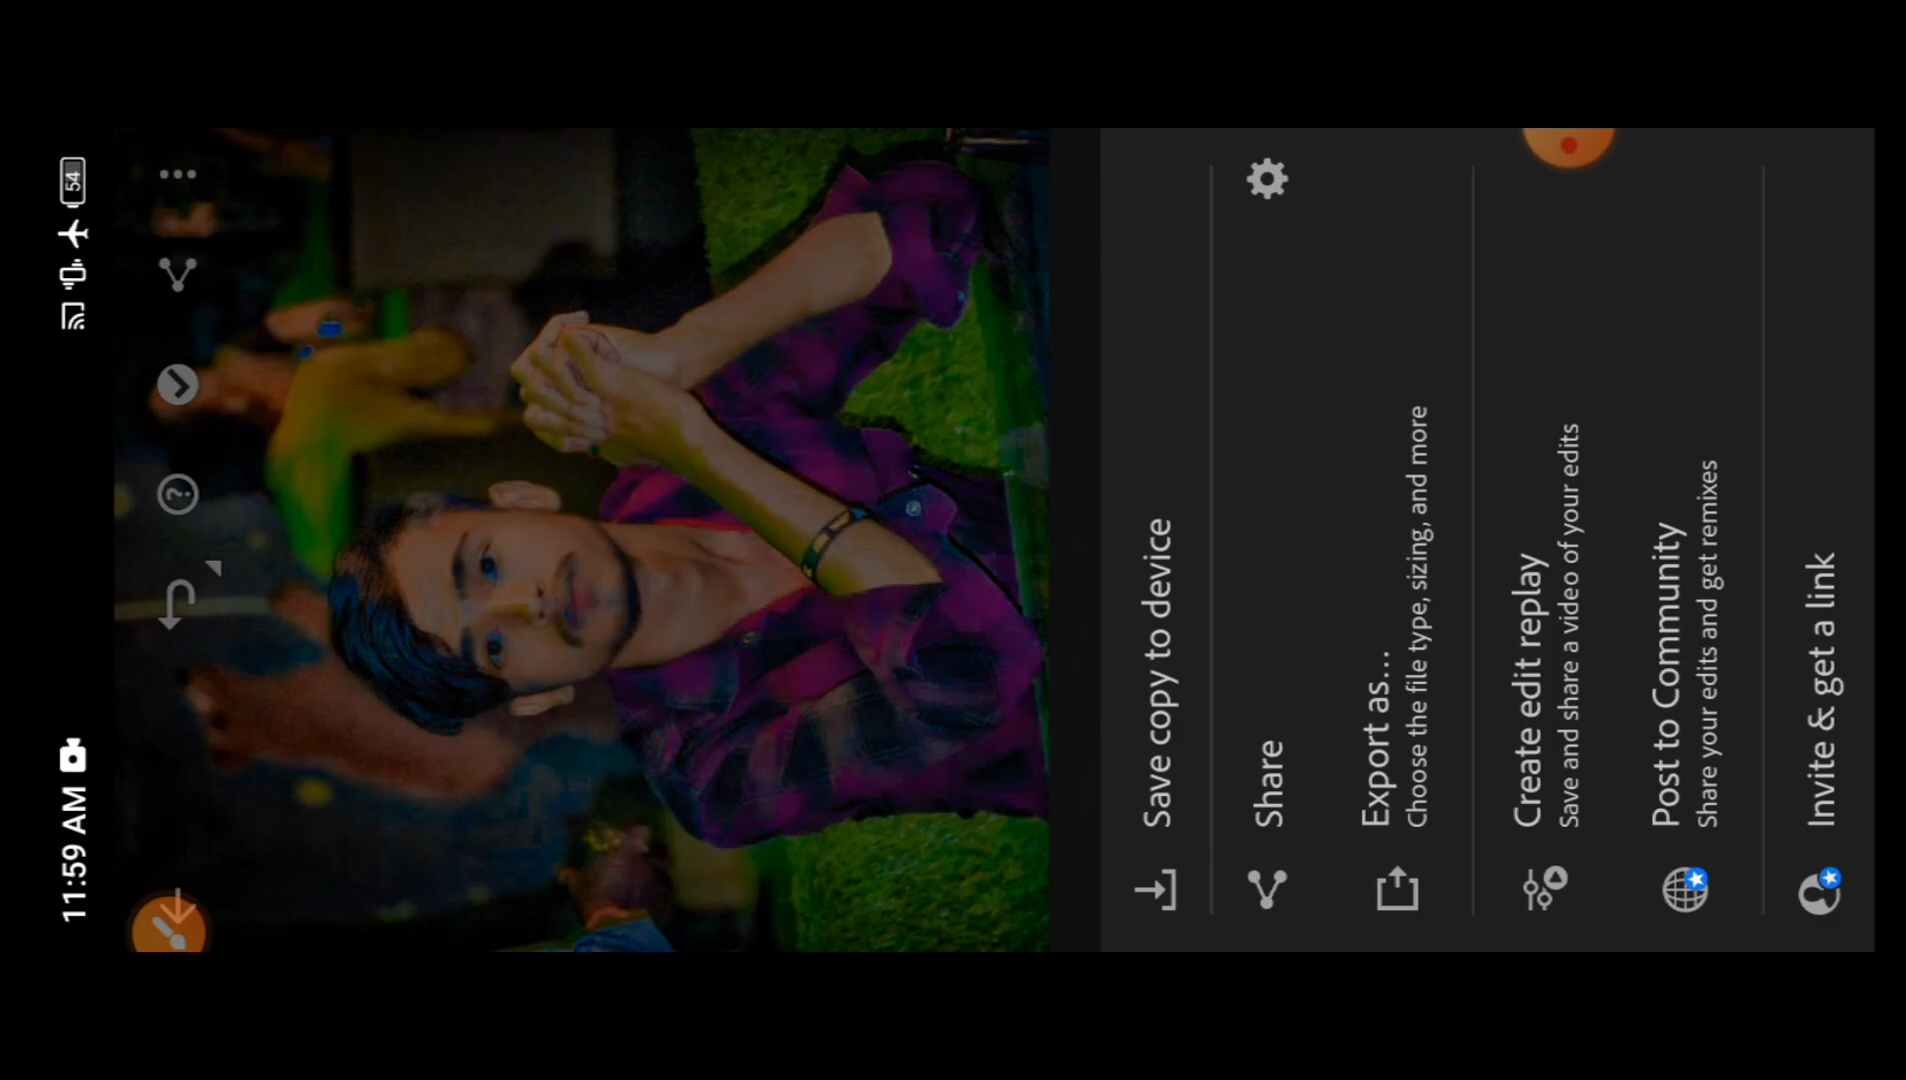 11:59 AM
54
Save copy to device
Share
Export as...
Choose the file type, sizing, and more
Create edit replay
Save and share a video of your edits
Post to Community
Share your edits and get remixes
Invite & get a link